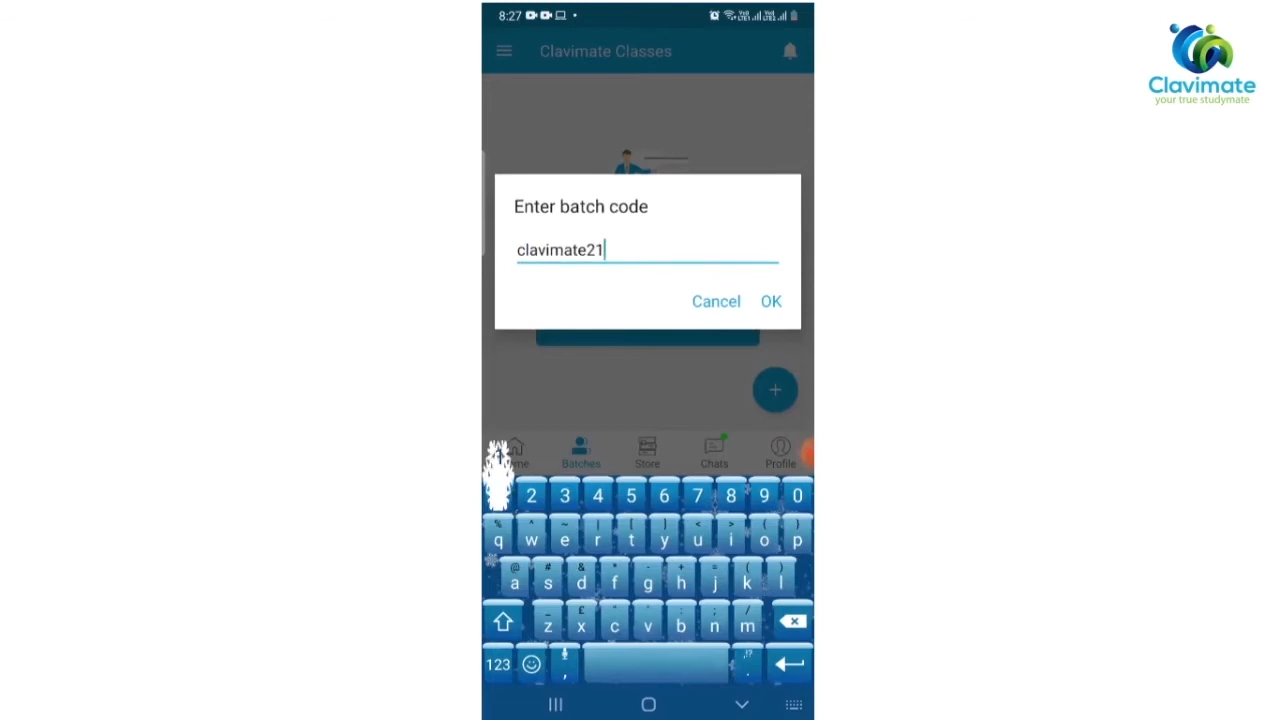 8:27
Clavimate Classes
Clavimate
your true studymate
Enter batch code
clavimate21
Cancel OK
+
Batches Store Chats Profile
2 3 4 5 6 7 8 9 0
q w e r t y u i o p
a s d f g h j k l
z x c v b n m
123 , .